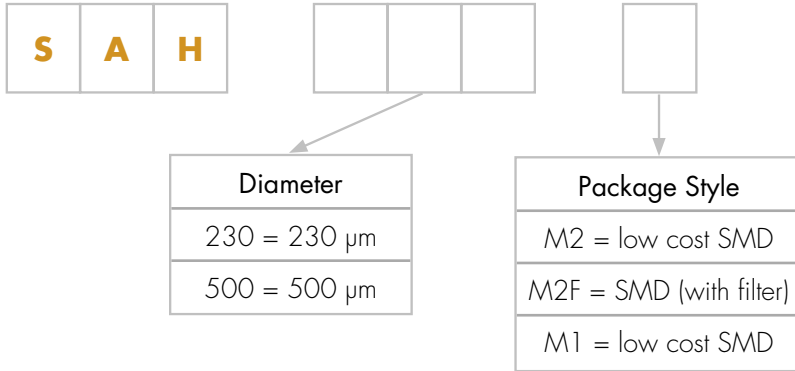 S A H
Diameter
230 = 230 µm
500 = 500 µm
Package Style
M2 = low cost SMD
M2F = SMD (with filter)
M1 = low cost SMD